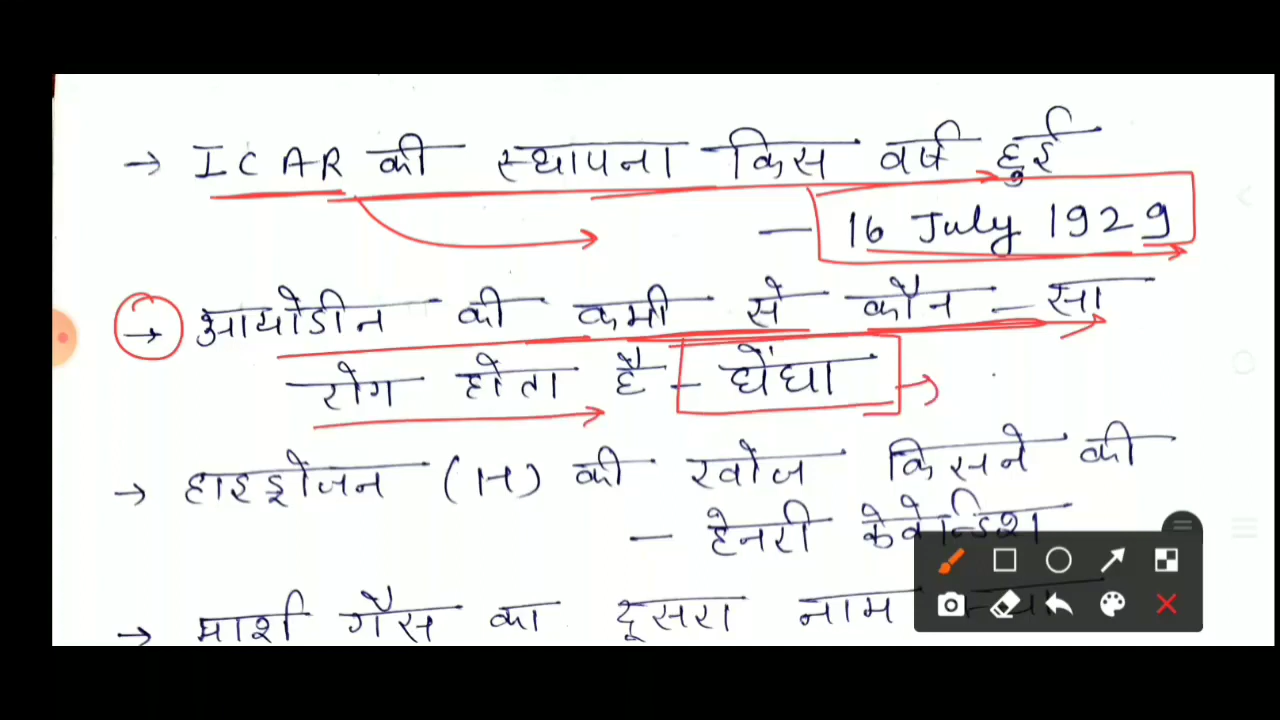 → ICAR की स्थापना किस वर्ष हुई
— 16 July 1929
→ आयोडीन की कमी से कौन - सा
रोग होता है - घेंघा
→ हाइड्रोजन (H) की खोज किसने की
— हेनरी केवेन्डिश
→ मार्श गैस का दूसरा नाम